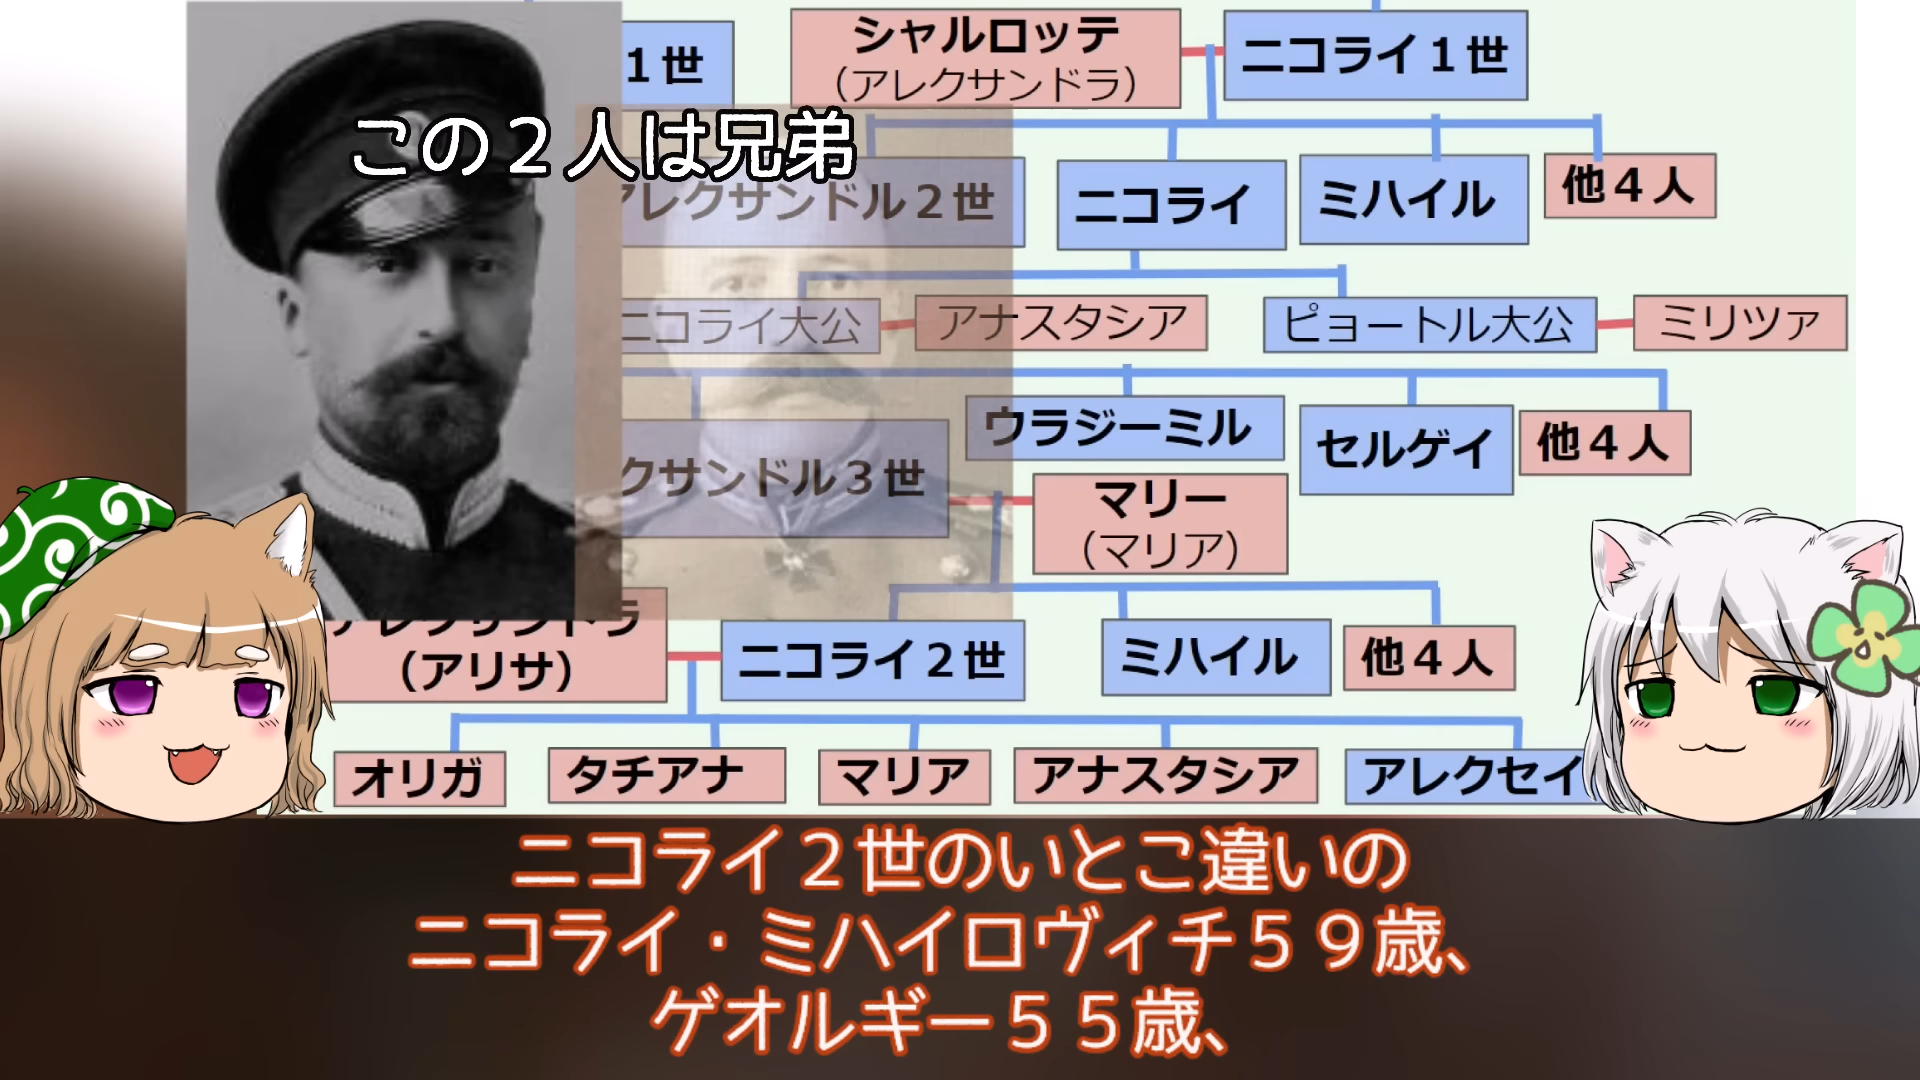 シャルロッテ
(アレクサンドラ)
ニコライ1世
1世
この2人は兄弟
アレクサンドル2世
ニコライ
ミハイル
他4人
ニコライ大公
アナスタシア
ピョートル大公
ミリツァ
クサンドル3世
ウラジーミル
セルゲイ
他4人
マリー
(マリア)
アレクサンドラ
(アリサ)
ニコライ2世
ミハイル
他4人
オリガ
タチアナ
マリア
アナスタシア
アレクセイ
ニコライ2世のいとこ違いの
ニコライ・ミハイロヴィチ59歳、
ゲオルギー55歳、